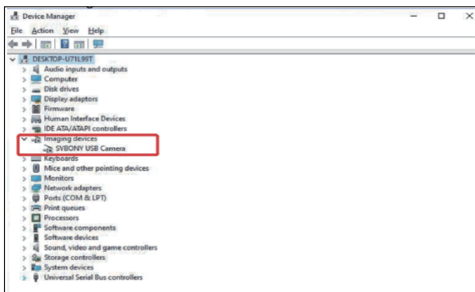 Device Manager
File Action View Help
DESKTOP-U71L99T
Audio inputs and outputs
Computer
Disk drives
Display adaptors
Firmware
Human Interface Devices
IDE ATA/ATAPI controllers
Imaging devices
SVBONY USB Camera
Keyboards
Mice and other pointing devices
Monitors
Network adapters
Ports (COM & LPT)
Print queues
Processors
Software components
Software devices
Sound, video and game controllers
Storage controllers
System devices
Universal Serial Bus controllers